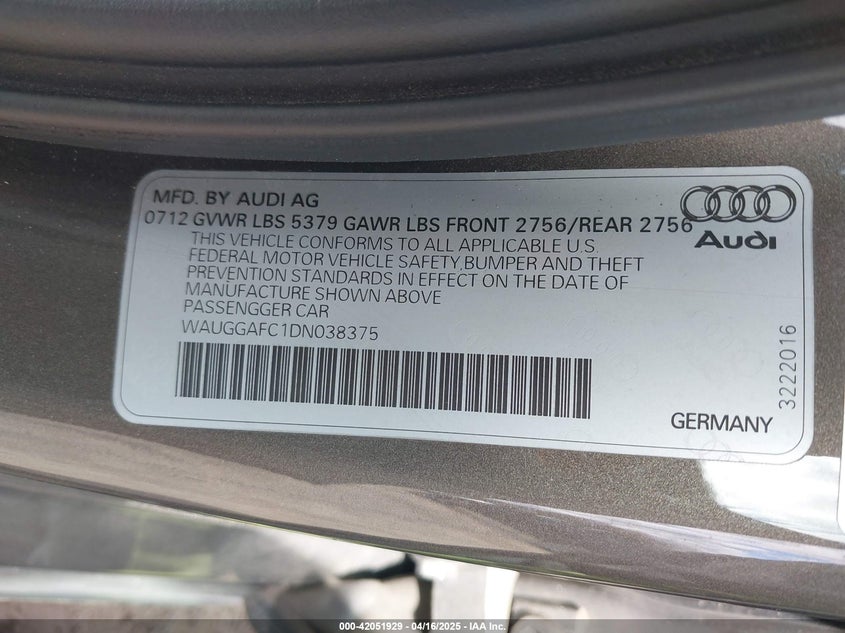 MFD. BY AUDI AG
0712 GVWR LBS 5379 GAWR LBS FRONT 2756/REAR 2756
Audi
THIS VEHICLE CONFORMS TO ALL APPLICABLE U.S.
FEDERAL MOTOR VEHICLE SAFETY,BUMPER AND THEFT
PREVENTION STANDARDS IN EFFECT ON THE DATE OF
MANUFACTURE SHOWN ABOVE
PASSENGGER CAR
WAUGGAFC1DN038375
3222016
GERMANY
000-42051929 - 04/16/2025 - IAA Inc.